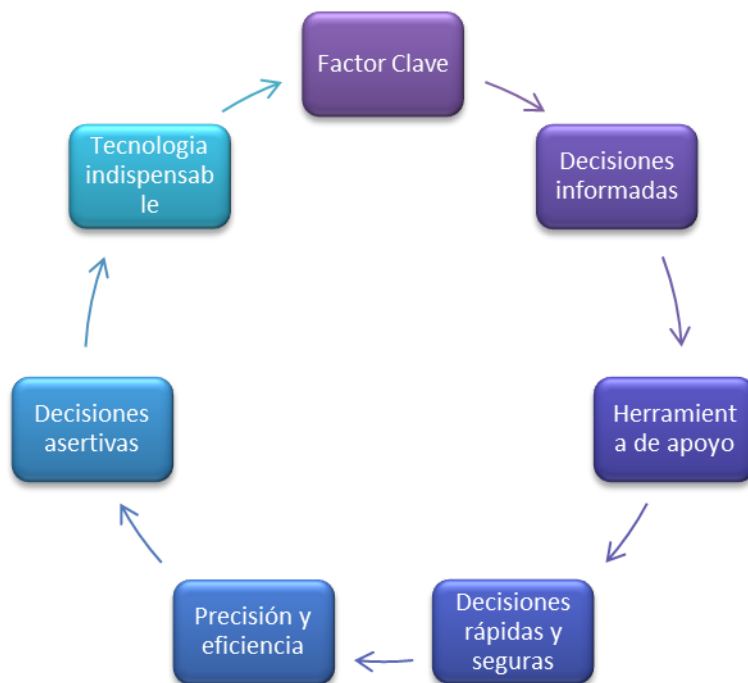 Factor Clave
Decisiones
informadas
Herramient
a de apoyo
Decisiones
rápidas y
seguras
Precisión y
eficiencia
Decisiones
asertivas
Tecnologia
indispensab
le